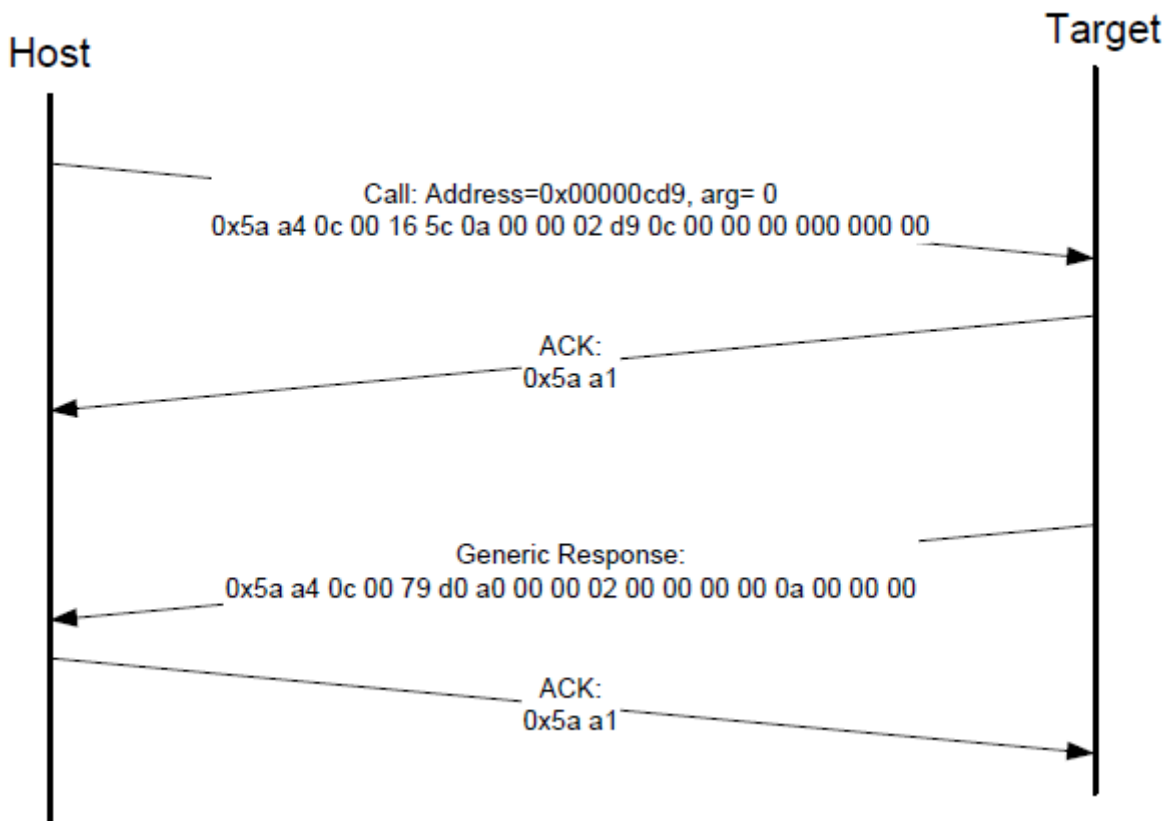 Host
Target
Call: Address=0x00000cd9, arg= 0
0x5a a4 0c 00 16 5c 0a 00 00 02 d9 0c 00 00 00 000 000 00
ACK:
0x5a a1
Generic Response:
0x5a a4 0c 00 79 d0 a0 00 00 02 00 00 00 00 0a 00 00 00
ACK:
0x5a a1